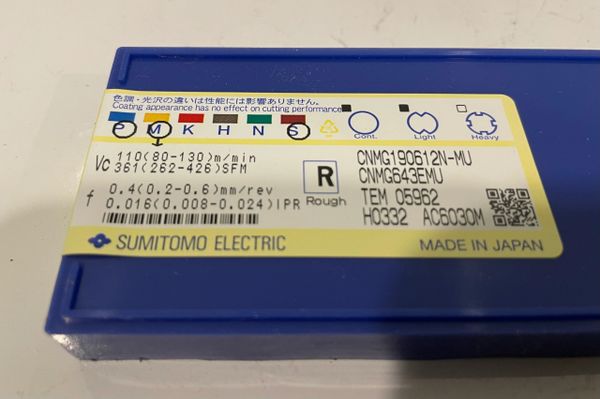 色調・光沢の違いは性能には影響ありません。
Coating appearance has no effect on cutting performance
P M K H N S
Cont. Light Heavy
Vc 110(80-130)m/min
361(262-426)SFM
f 0.4(0.2-0.6)mm/rev
0.016(0.008-0.024)IPR
R
Rough
CNMG190612N-MU
CNMG643EMU
TEM 05962
H0332 AC6030M
SUMITOMO ELECTRIC
MADE IN JAPAN